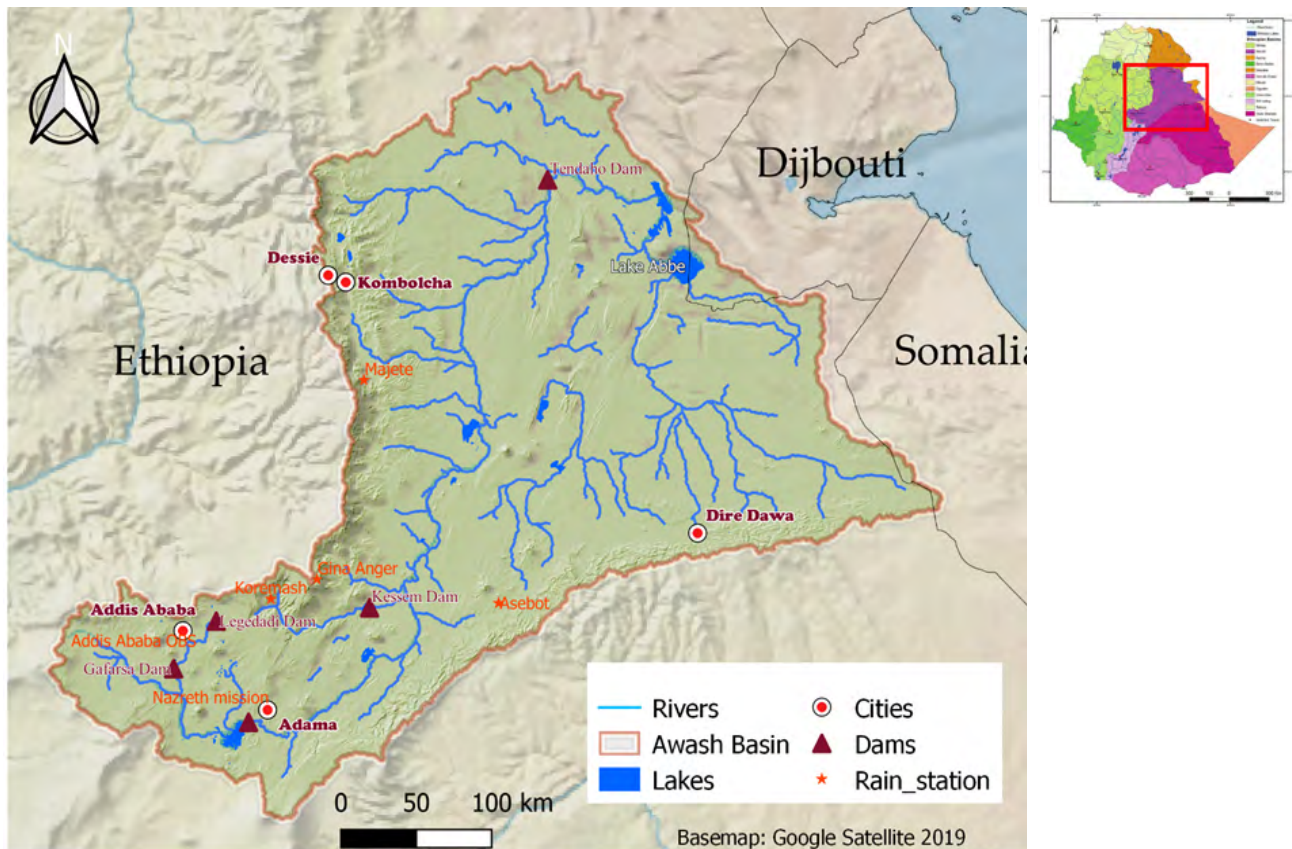 N
Dijbouti
Tendaho Dam
Dessie
Kombolcha
Lake Abbe
Ethiopia
Somalia
Majete
Dire Dawa
Gina Anger
Koremash
Kessem Dam
Asebot
Addis Ababa
Legedadi Dam
Addis Ababa OBS
Gafarsa Dam
Nazreth mission
Adama
Rivers
Cities
Awash Basin
Dams
Lakes
Rain_station
0 50 100 km
Basemap: Google Satellite 2019
Legend